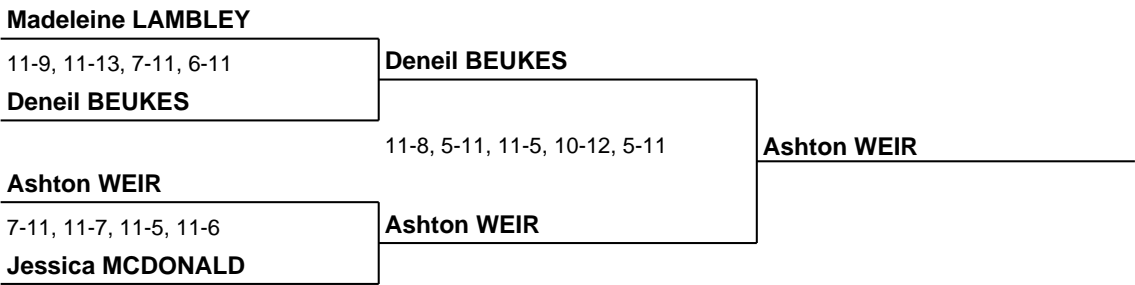 Madeleine LAMBLEY
11-9, 11-13, 7-11, 6-11
Deneil BEUKES
Deneil BEUKES
11-8, 5-11, 11-5, 10-12, 5-11
Ashton WEIR
Ashton WEIR
7-11, 11-7, 11-5, 11-6
Ashton WEIR
Jessica MCDONALD